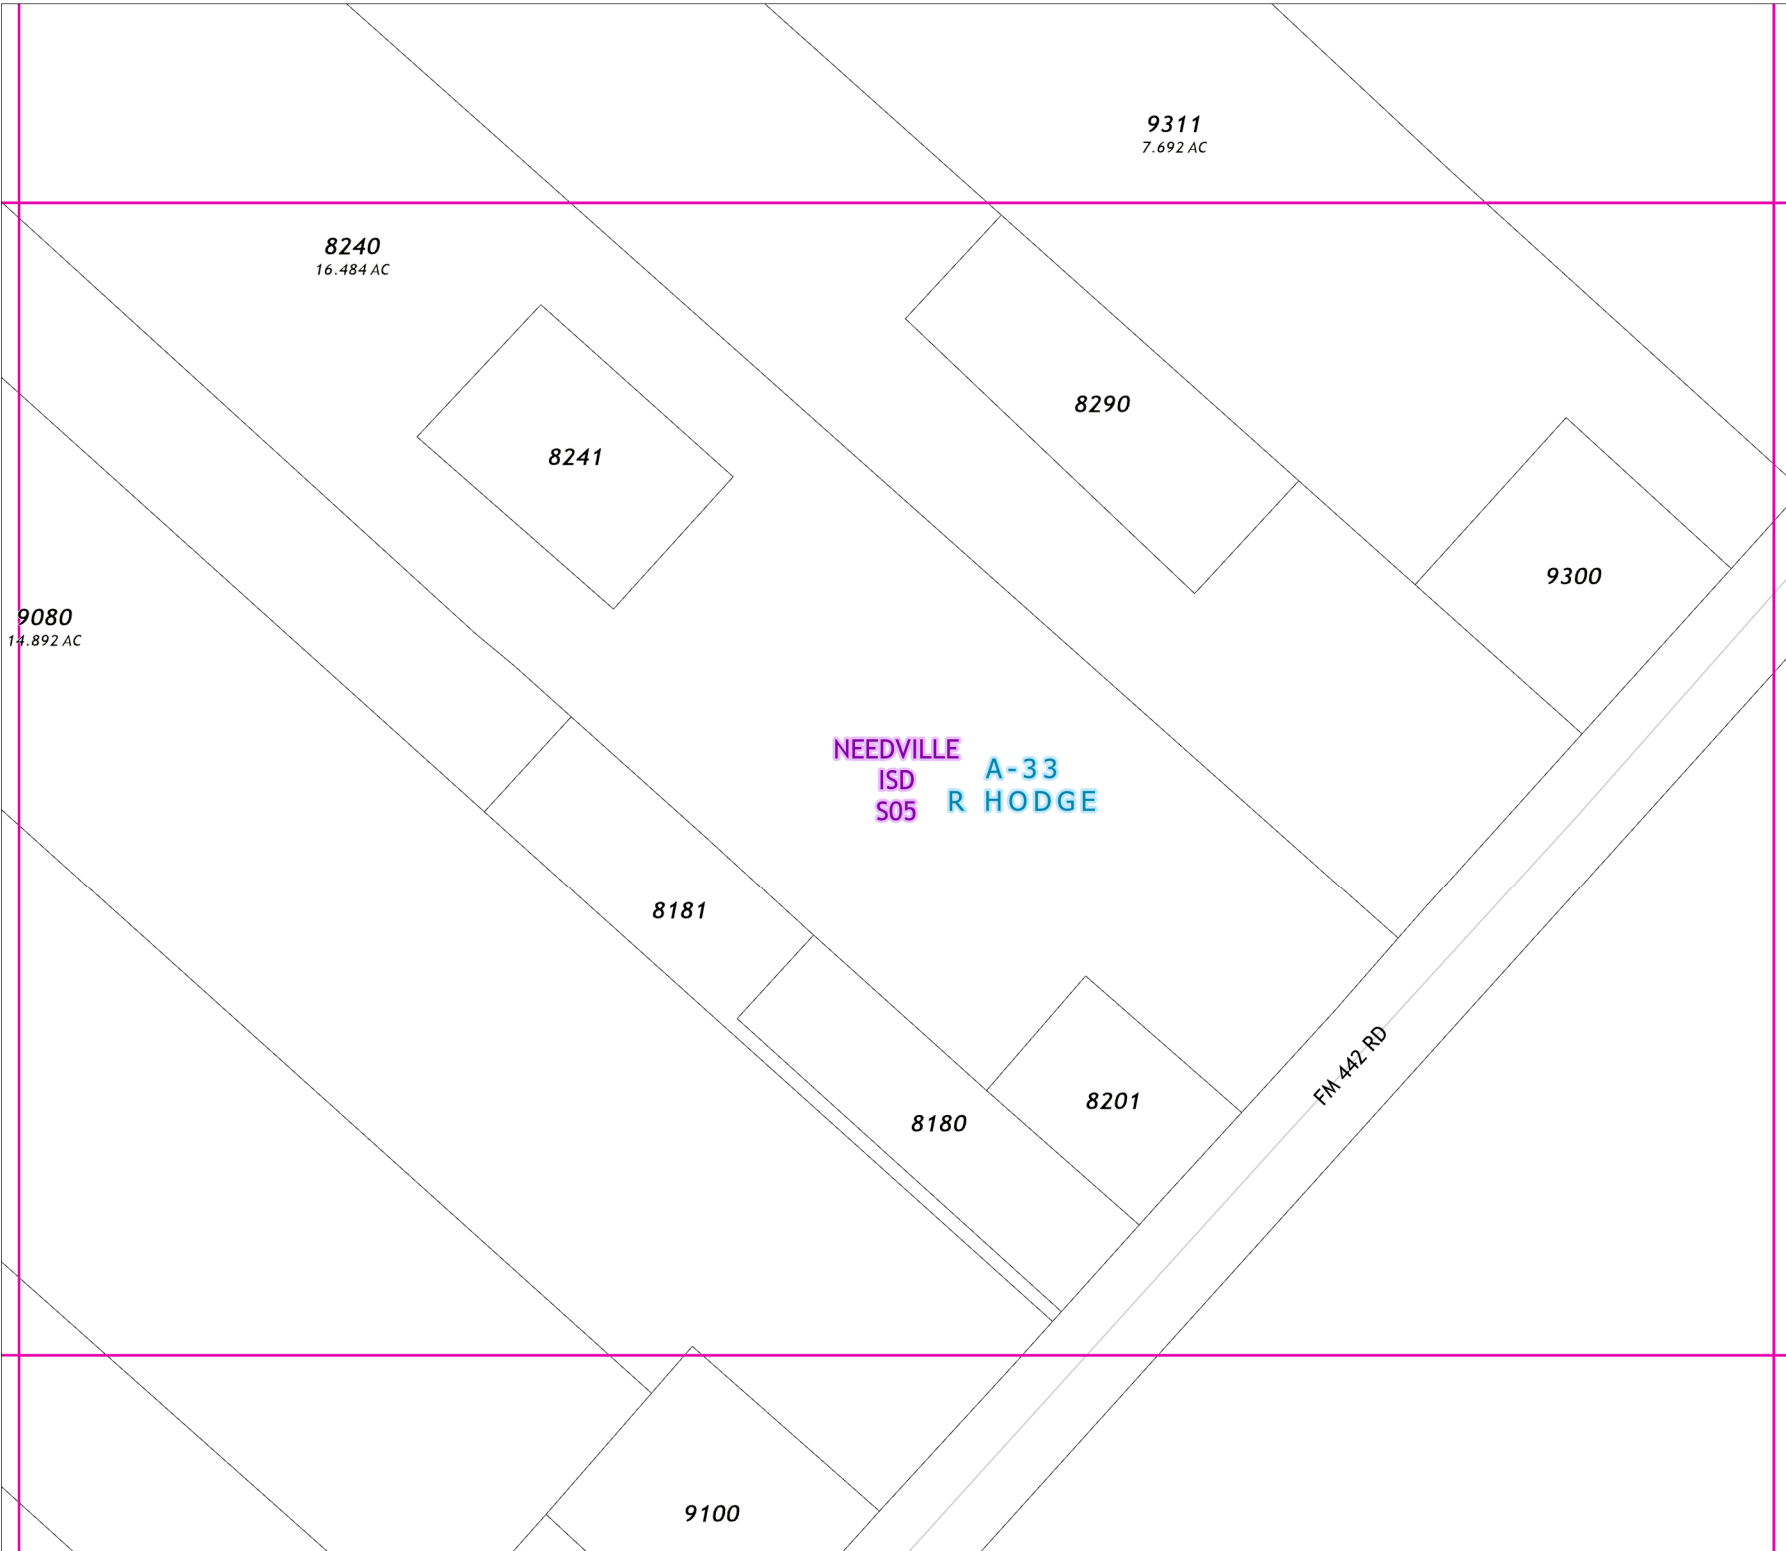 9311
7.692 AC
8240
16.484 AC
8290
8241
9300
9080
14.892 AC
NEEDVILLE
ISD
S05
A-33
R HODGE
8181
FM 442 RD
8201
8180
9100